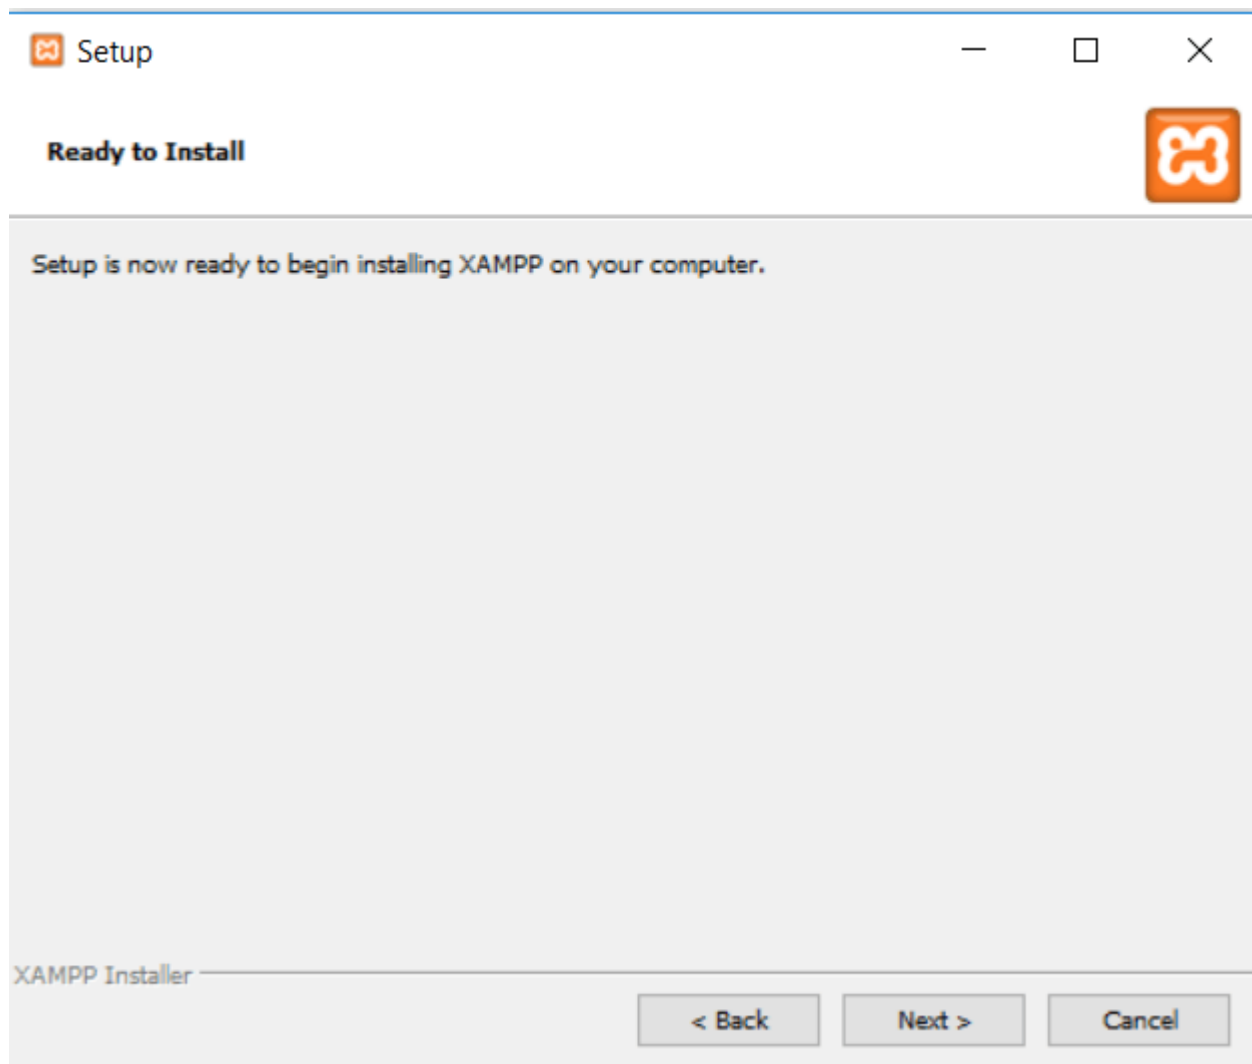 Setup
Ready to Install
Setup is now ready to begin installing XAMPP on your computer.
XAMPP Installer
< Back
Next >
Cancel